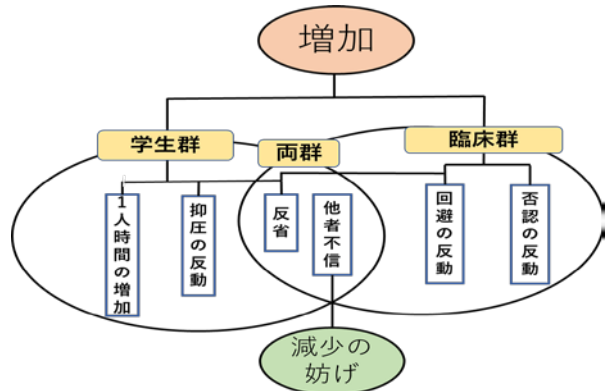 増加
学生群
両群
臨床群
1人時間の増加
抑圧の反動
反省
他者不信
回避の反動
否認の反動
減少の
妨げ